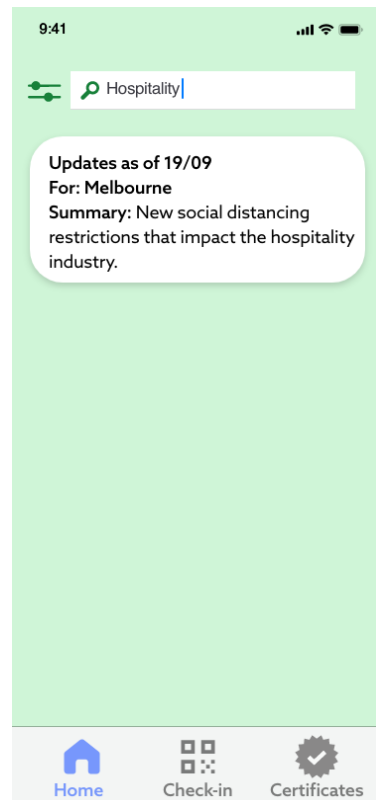 9:41
Hospitality
Updates as of 19/09
For: Melbourne
Summary: New social distancing
restrictions that impact the hospitality
industry.
Home Check-in Certificates